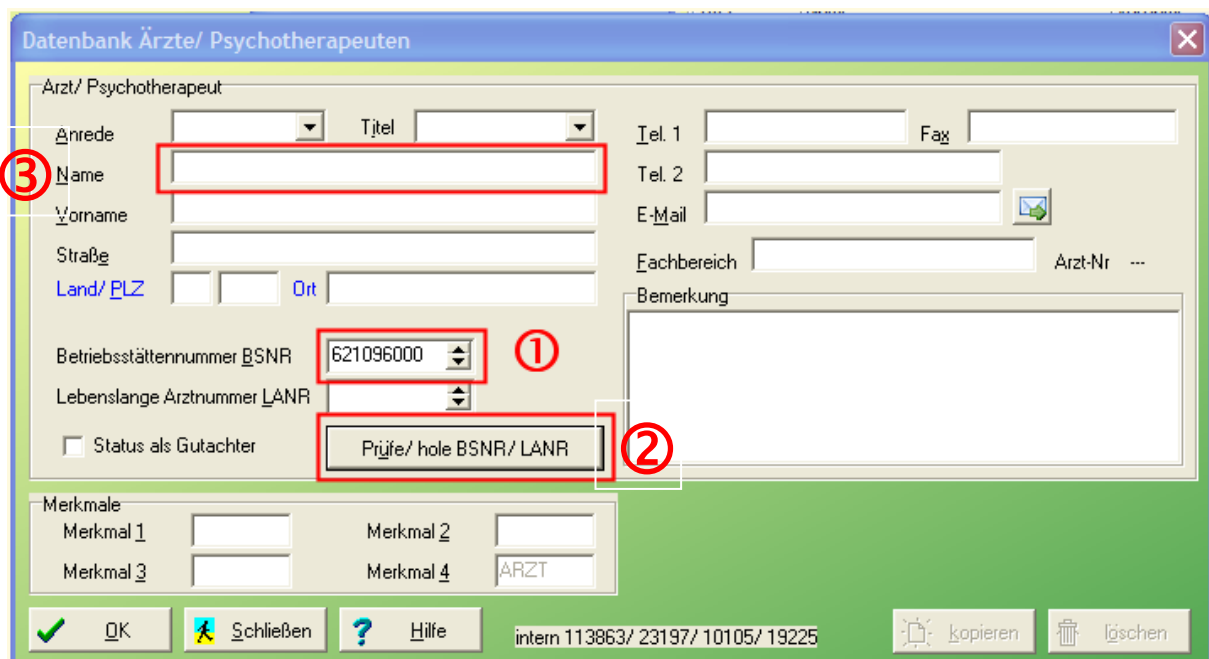 Datenbank Ärzte/ Psychotherapeuten
Arzt/ Psychotherapeut
Anrede Titel Tel. 1 Fax
③ Name Tel. 2
Vorname E-Mail
Straße Fachbereich Arzt-Nr ---
Land/ PLZ Ort Bemerkung
Betriebsstättennummer BSNR 621096000 ①
Lebenslange Arztnummer LANR
Status als Gutachter Prüfe/ hole BSNR/ LANR ②
Merkmale
Merkmal 1 Merkmal 2
Merkmal 3 Merkmal 4 ARZT
OK Schließen ? Hilfe intern 113863/ 23197/ 10105/ 19225 kopieren löschen